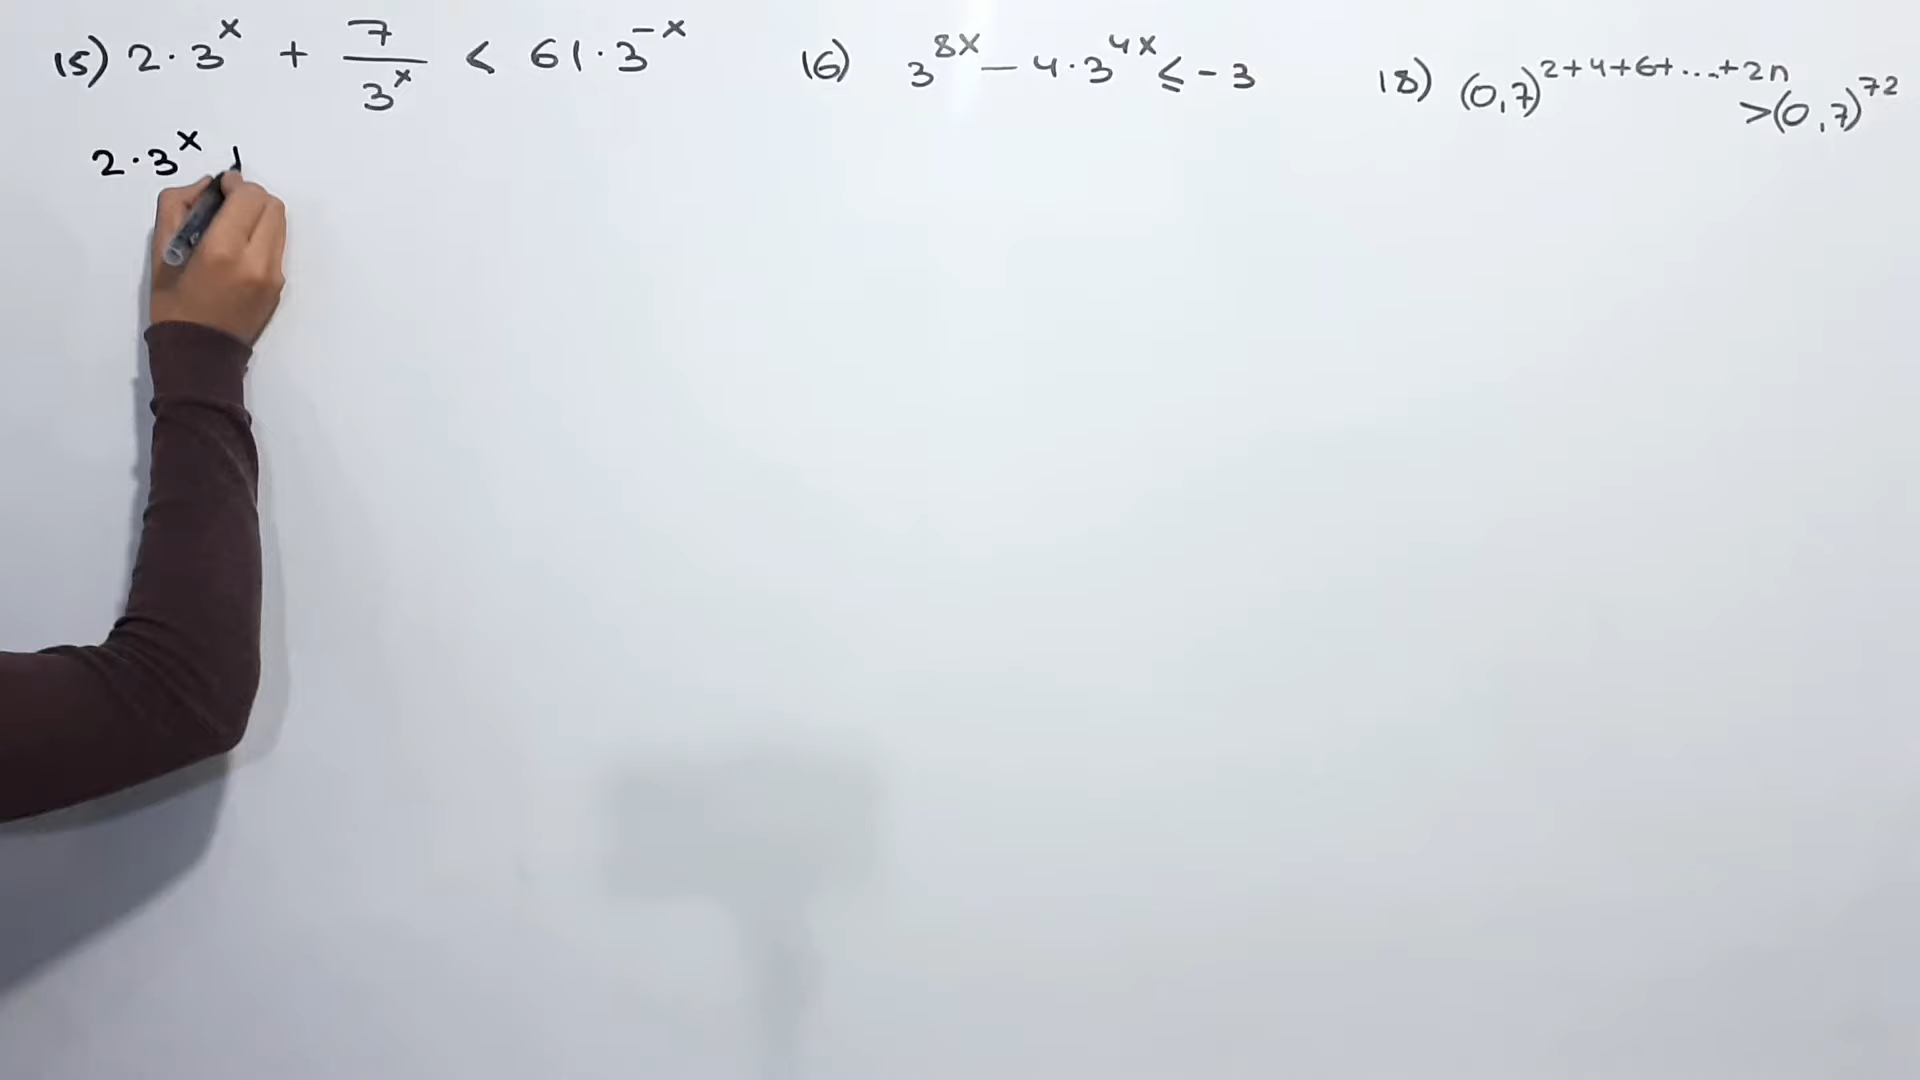 15) 2·3^x + 7/3^x < 61·3^-x
2·3^x
16) 3^8x - 4·3^4x ≤ -3
18) (0,7)^2+4+6+...+2n
>(0,7)^72